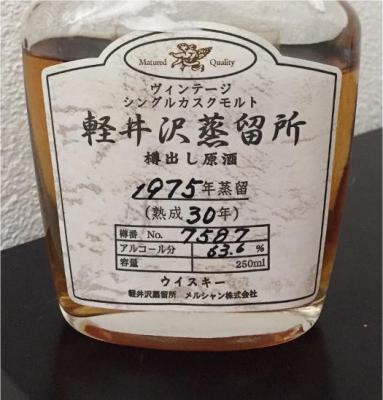 Matured Quality
ヴィンテージ
シングルカスクモルト
軽井沢蒸留所
樽出し原酒
1975年蒸留
(熟成30年)
樽番 No. 7587
アルコール分 63.6 %
容量 250ml
ウイスキー
軽井沢蒸留所 メルシャン株式会社